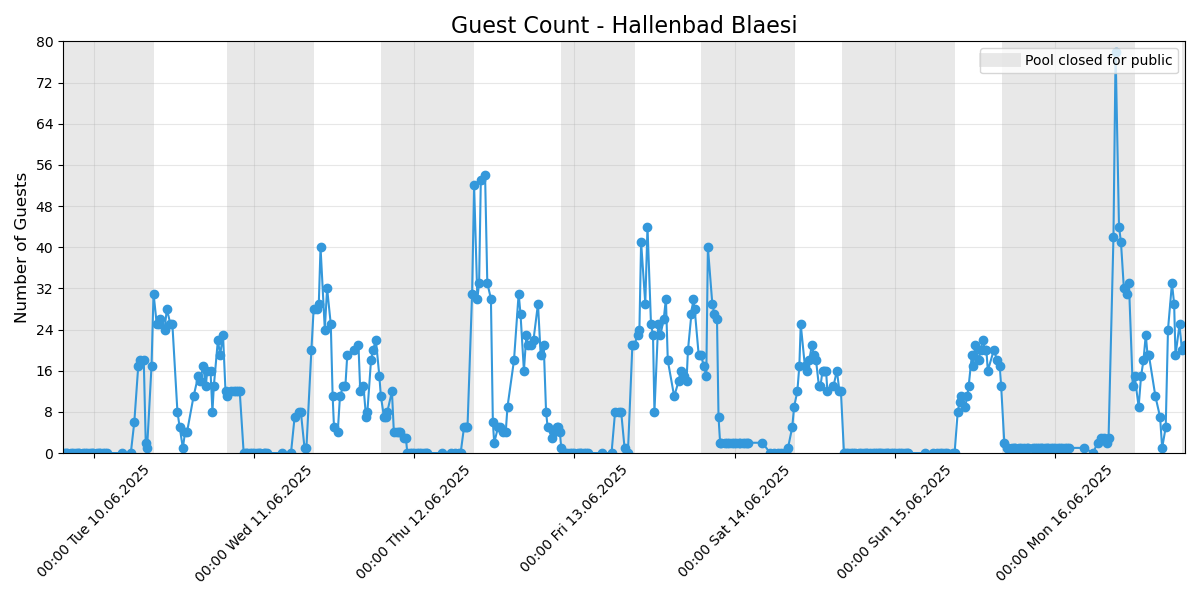 Guest Count - Hallenbad Blaesi
Pool closed for public
Number of Guests
80
72
64
56
48
40
32
24
16
8
0
00:00 Tue 10.06.2025
00:00 Wed 11.06.2025
00:00 Thu 12.06.2025
00:00 Fri 13.06.2025
00:00 Sat 14.06.2025
00:00 Sun 15.06.2025
00:00 Mon 16.06.2025